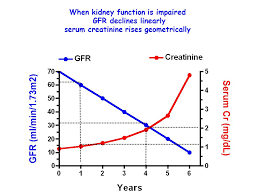 When kidney function is impaired
GFR declines linearly
serum creatinine rises geometrically
GFR
Creatinine
GFR (ml/min/1.73m2)
70
60
50
40
30
20
10
0
5
4
3
2
1
0
Serum Cr (mg/dL)
0 1 2 3 4 5 6
Years